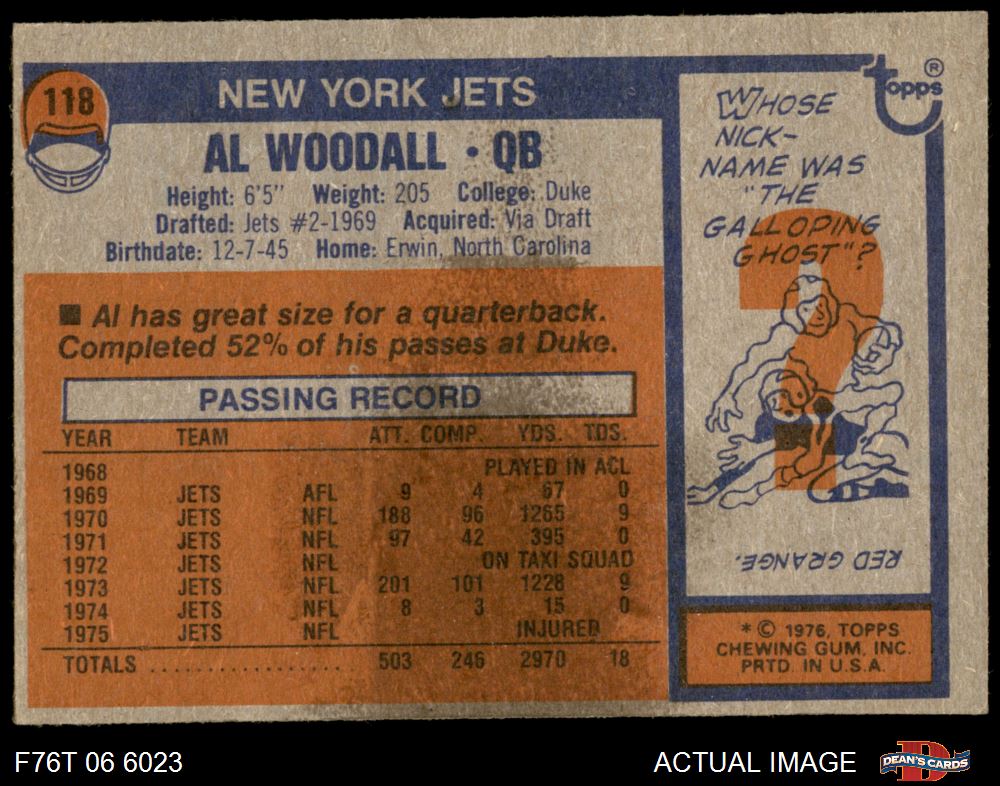 118
NEW YORK JETS
AL WOODALL • QB
Height: 6'5" Weight: 205 College: Duke
Drafted: Jets #2-1969 Acquired: Via Draft
Birthdate: 12-7-45 Home: Erwin, North Carolina
■ Al has great size for a quarterback.
Completed 52% of his passes at Duke.
PASSING RECORD
YEAR TEAM ATT. COMP. YDS. TDS.
1968 PLAYED IN ACL
1969 JETS AFL 9 4 67 0
1970 JETS NFL 188 96 1265 9
1971 JETS NFL 97 42 395 0
1972 JETS NFL ON TAXI SQUAD
1973 JETS NFL 201 101 1228 9
1974 JETS NFL 8 3 15 0
1975 JETS NFL INJURED
TOTALS .................... 503 246 2970 18
topps®
WHOSE
NICK-
NAME WAS
"THE
GALLOPING
GHOST"?
RED GRANGE.
* © 1976, TOPPS
CHEWING GUM, INC.
PRTD. IN U.S.A.
F76T 06 6023
ACTUAL IMAGE
DEAN'S CARDS